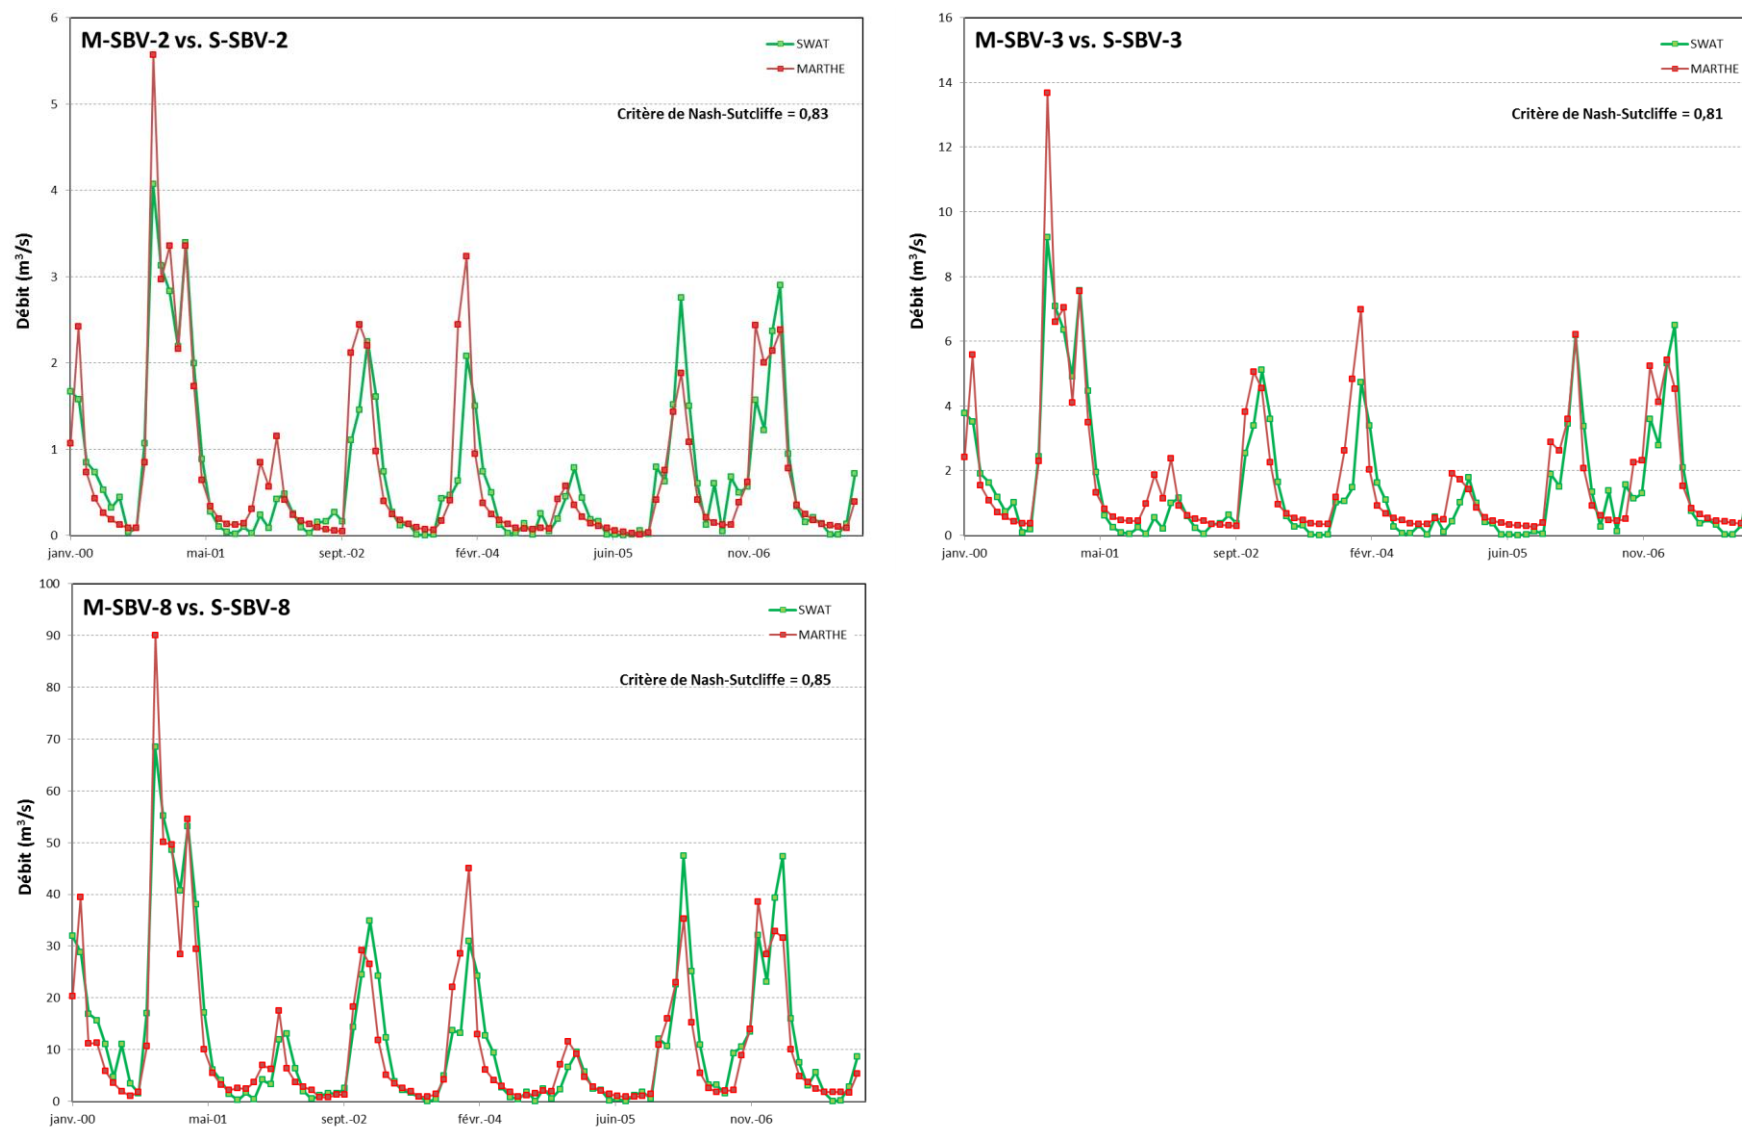 M-SBV-2 vs. S-SBV-2
SWAT
MARTHE
Critère de Nash-Sutcliffe = 0,83
Débit (m³/s)
6
5
4
3
2
1
0
janv.-00 mai-01 sept.-02 févr.-04 juin-05 nov.-06
M-SBV-3 vs. S-SBV-3
SWAT
MARTHE
Critère de Nash-Sutcliffe = 0,81
Débit (m³/s)
16
14
12
10
8
6
4
2
0
janv.-00 mai-01 sept.-02 févr.-04 juin-05 nov.-06
M-SBV-8 vs. S-SBV-8
SWAT
MARTHE
Critère de Nash-Sutcliffe = 0,85
Débit (m³/s)
100
90
80
70
60
50
40
30
20
10
0
janv.-00 mai-01 sept.-02 févr.-04 juin-05 nov.-06